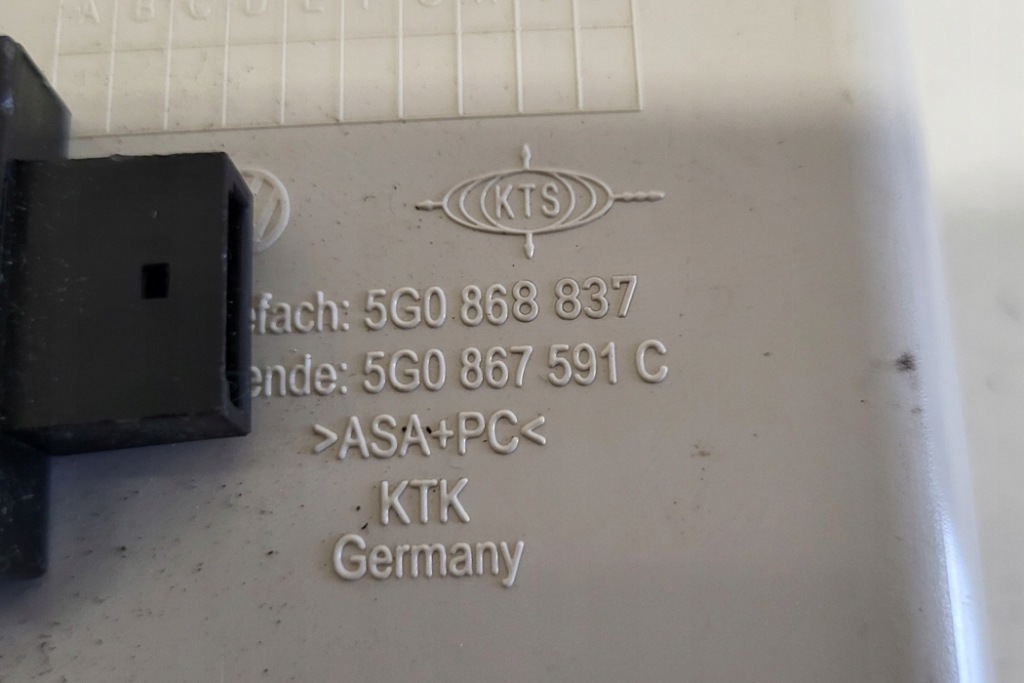 A B C D E F G H
KTS
efach: 5G0 868 837
ende: 5G0 867 591 C
>ASA+PC<
KTK
Germany